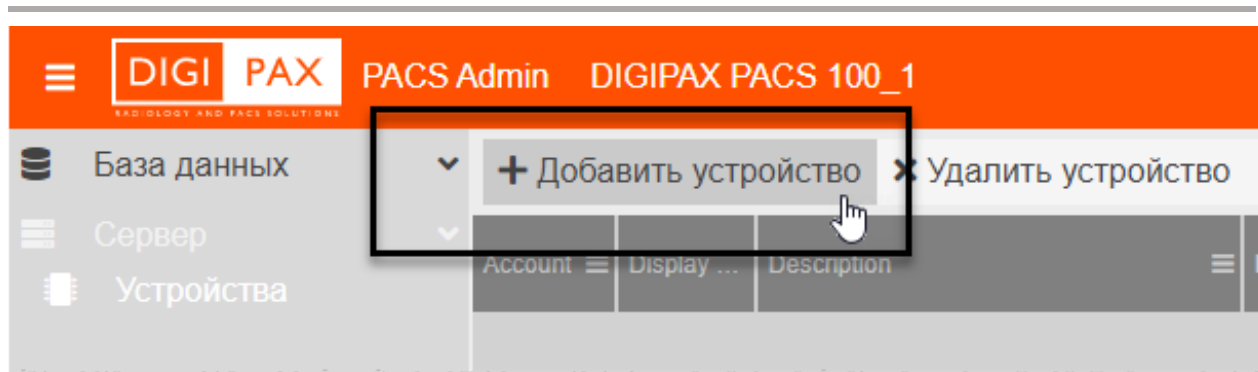 DIGI PAX PACS Admin DIGIPAX PACS 100_1
RADIOLOGY AND PACS SOLUTIONS
База данных
Добавить устройство Удалить устройство
Сервер
Account Display ... Description
Устройства